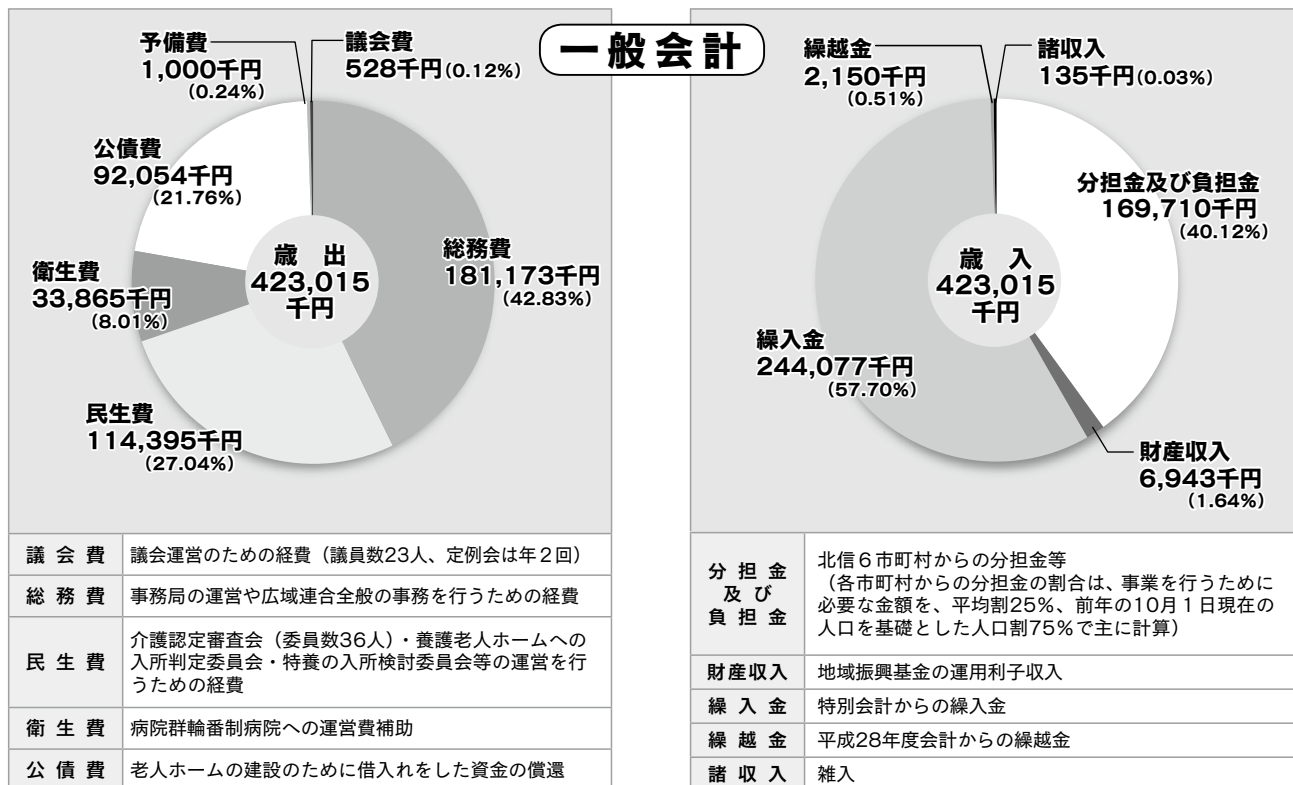 一般会計
予備費
1,000千円
(0.24%)
議会費
528千円(0.12%)
公債費
92,054千円
(21.76%)
衛生費
33,865千円
(8.01%)
歳 出
423,015
千円
総務費
181,173千円
(42.83%)
民生費
114,395千円
(27.04%)
議会費 議会運営のための経費（議員数23人、定例会は年２回）
総務費 事務局の運営や広域連合全般の事務を行うための経費
民生費
介護認定審査会（委員数36人）・養護老人ホームへの
入所判定委員会・特養の入所検討委員会等の運営を行
うための経費
衛生費 病院群輪番制病院への運営費補助
公債費 老人ホームの建設のために借入れをした資金の償還
繰越金
2,150千円
(0.51%)
諸収入
135千円(0.03%)
分担金及び負担金
169,710千円
(40.12%)
歳 入
423,015
千円
繰入金
244,077千円
(57.70%)
財産収入
6,943千円
(1.64%)
分担金
及び
負担金
北信６市町村からの分担金等
（各市町村からの分担金の割合は、事業を行うために
必要な金額を、平均割25%、前年の10月１日現在の
人口を基礎とした人口割75%で主に計算）
財産収入 地域振興基金の運用利子収入
繰入金 特別会計からの繰入金
繰越金 平成28年度会計からの繰越金
諸収入 雑入